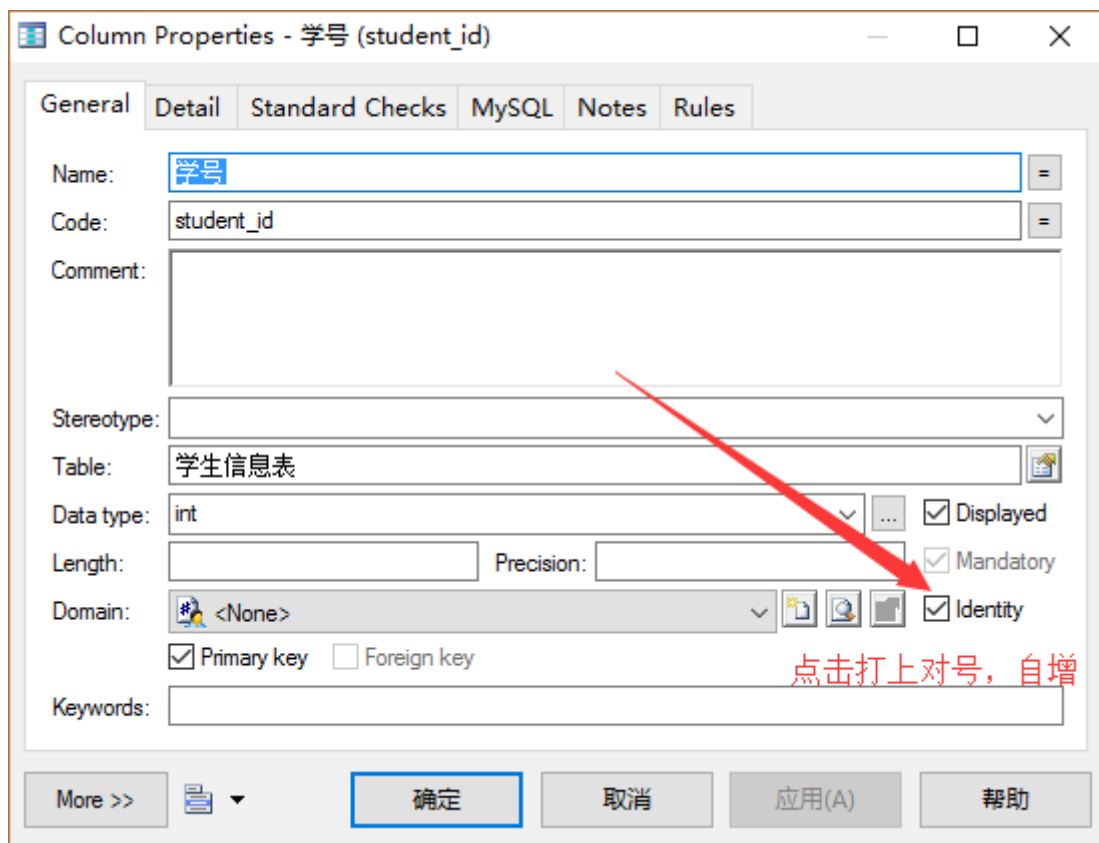 Column Properties - 学号 (student_id)
General Detail Standard Checks MySQL Notes Rules
Name: 学号 =
Code: student_id =
Comment:
Stereotype:
Table: 学生信息表
Data type: int ... Displayed
Length: Precision: Mandatory
Domain: <None> Identity
Primary key Foreign key
点击打上对号，自增
Keywords:
More >> 确定 取消 应用(A) 帮助